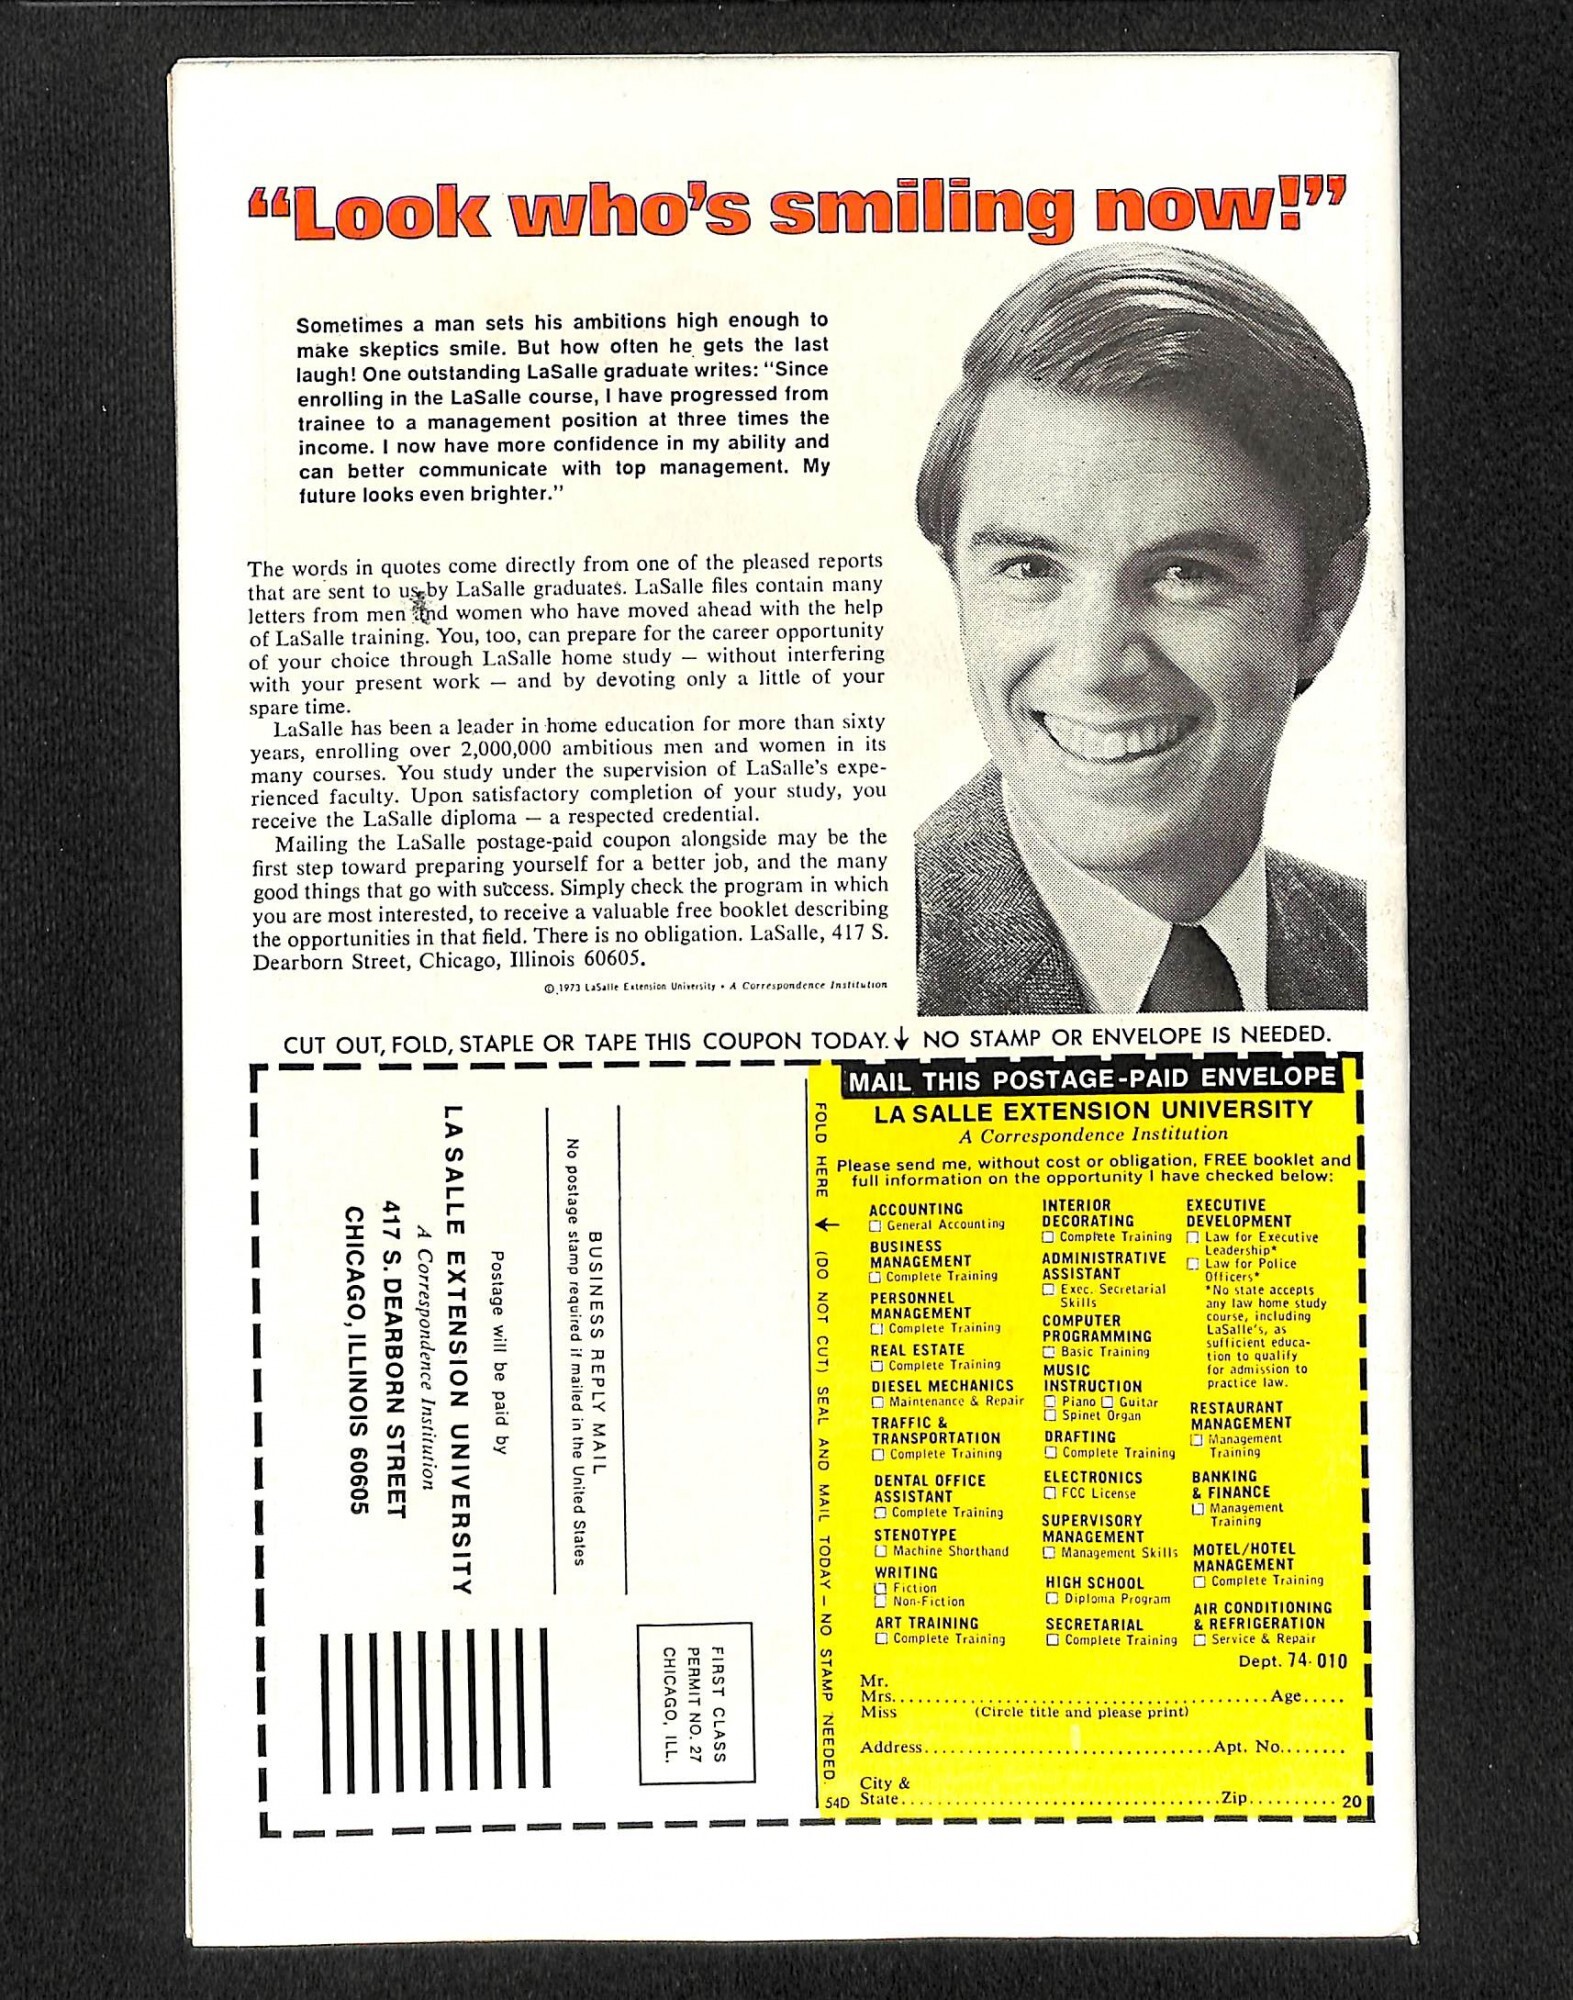 “Look who’s smiling now!”
Sometimes a man sets his ambitions high enough to
make skeptics smile. But how often he gets the last
laugh! One outstanding LaSalle graduate writes: “Since
enrolling in the LaSalle course, I have progressed from
trainee to a management position at three times the
income. I now have more confidence in my ability and
can better communicate with top management. My
future looks even brighter.”
The words in quotes come directly from one of the pleased reports
that are sent to us by LaSalle graduates. LaSalle files contain many
letters from men and women who have moved ahead with the help
of LaSalle training. You, too, can prepare for the career opportunity
of your choice through LaSalle home study — without interfering
with your present work — and by devoting only a little of your
spare time.
LaSalle has been a leader in home education for more than sixty
years, enrolling over 2,000,000 ambitious men and women in its
many courses. You study under the supervision of LaSalle’s expe-
rienced faculty. Upon satisfactory completion of your study, you
receive the LaSalle diploma — a respected credential.
Mailing the LaSalle postage-paid coupon alongside may be the
first step toward preparing yourself for a better job, and the many
good things that go with success. Simply check the program in which
you are most interested, to receive a valuable free booklet describing
the opportunities in that field. There is no obligation. LaSalle, 417 S.
Dearborn Street, Chicago, Illinois 60605.
© 1973 LaSalle Extension University • A Correspondence Institution
CUT OUT, FOLD, STAPLE OR TAPE THIS COUPON TODAY. ↓ NO STAMP OR ENVELOPE IS NEEDED.
FIRST CLASS
PERMIT NO. 27
CHICAGO, ILL.
BUSINESS REPLY MAIL
No postage stamp required if mailed in the United States
Postage will be paid by
LA SALLE EXTENSION UNIVERSITY
A Correspondence Institution
417 S. DEARBORN STREET
CHICAGO, ILLINOIS 60605
FOLD HERE ← (DO NOT CUT) SEAL AND MAIL TODAY — NO STAMP NEEDED.
MAIL THIS POSTAGE-PAID ENVELOPE
LA SALLE EXTENSION UNIVERSITY
A Correspondence Institution
Please send me, without cost or obligation, FREE booklet and
full information on the opportunity I have checked below:
ACCOUNTING
□ General Accounting
BUSINESS
MANAGEMENT
□ Complete Training
PERSONNEL
MANAGEMENT
□ Complete Training
REAL ESTATE
□ Complete Training
DIESEL MECHANICS
□ Maintenance & Repair
TRAFFIC &
TRANSPORTATION
□ Complete Training
DENTAL OFFICE
ASSISTANT
□ Complete Training
STENOTYPE
□ Machine Shorthand
WRITING
□ Fiction
□ Non-Fiction
ART TRAINING
□ Complete Training
INTERIOR
DECORATING
□ Complete Training
ADMINISTRATIVE
ASSISTANT
□ Exec. Secretarial
Skills
COMPUTER
PROGRAMMING
□ Basic Training
MUSIC
INSTRUCTION
□ Piano □ Guitar
□ Spinet Organ
DRAFTING
□ Complete Training
ELECTRONICS
□ FCC License
SUPERVISORY
MANAGEMENT
□ Management Skills
HIGH SCHOOL
□ Diploma Program
SECRETARIAL
□ Complete Training
EXECUTIVE
DEVELOPMENT
□ Law for Executive
Leadership*
□ Law for Police
Officers*
*No state accepts
any law home study
course, including
LaSalle's, as
sufficient educa-
tion to qualify
for admission to
practice law.
RESTAURANT
MANAGEMENT
□ Management
Training
BANKING
& FINANCE
□ Management
Training
MOTEL/HOTEL
MANAGEMENT
□ Complete Training
AIR CONDITIONING
& REFRIGERATION
□ Service & Repair
Dept. 74-010
Mr.
Mrs. Age
Miss (Circle title and please print)
Address Apt. No.
City &
State Zip
54D 20